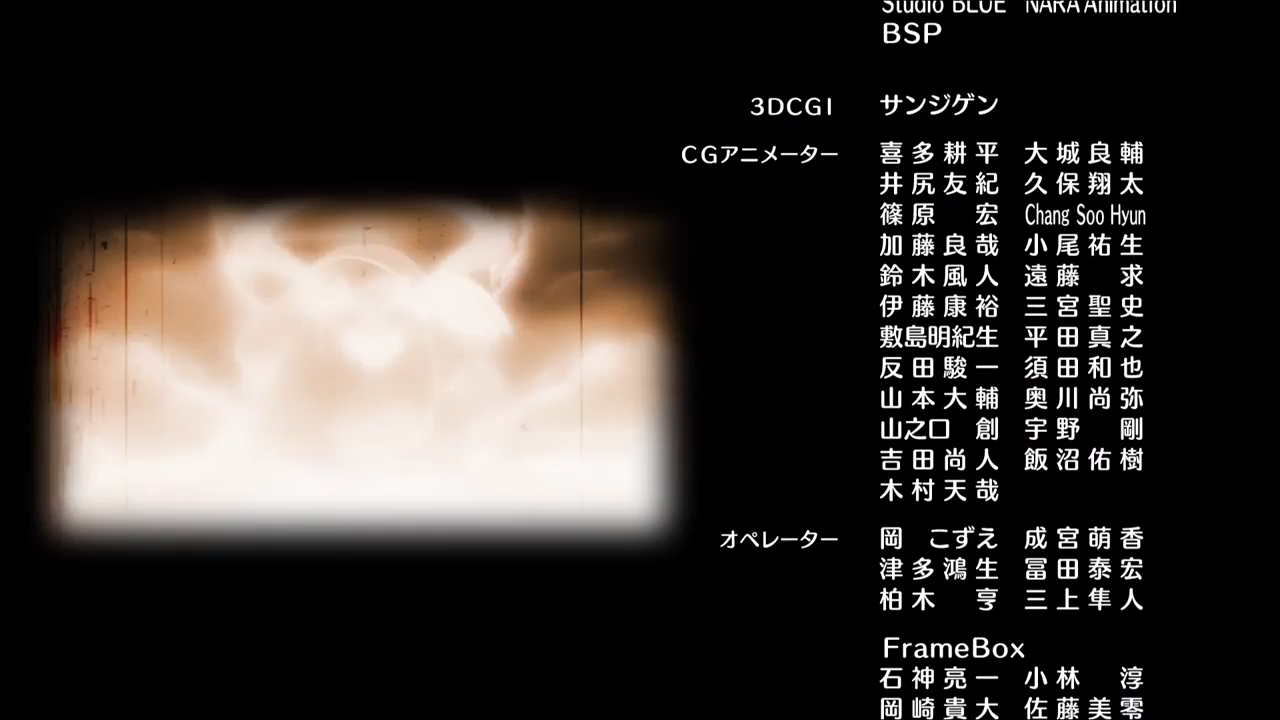 Studio BLUE NARA Animation
BSP
3DCGI サンジゲン
CGアニメーター 喜多耕平 大城良輔
井尻友紀 久保翔太
篠原 宏 Chang Soo Hyun
加藤良哉 小尾祐生
鈴木風人 遠藤 求
伊藤康裕 三宮聖史
敷島明紀生 平田真之
反田駿一 須田和也
山本大輔 奥川尚弥
山之口 創 宇野 剛
吉田尚人 飯沼佑樹
木村天哉
オペレーター 岡 こずえ 成宮萌香
津多鴻生 冨田泰宏
柏木 亨 三上隼人
FrameBox
石神亮一 小林 淳
岡崎貴大 佐藤美零